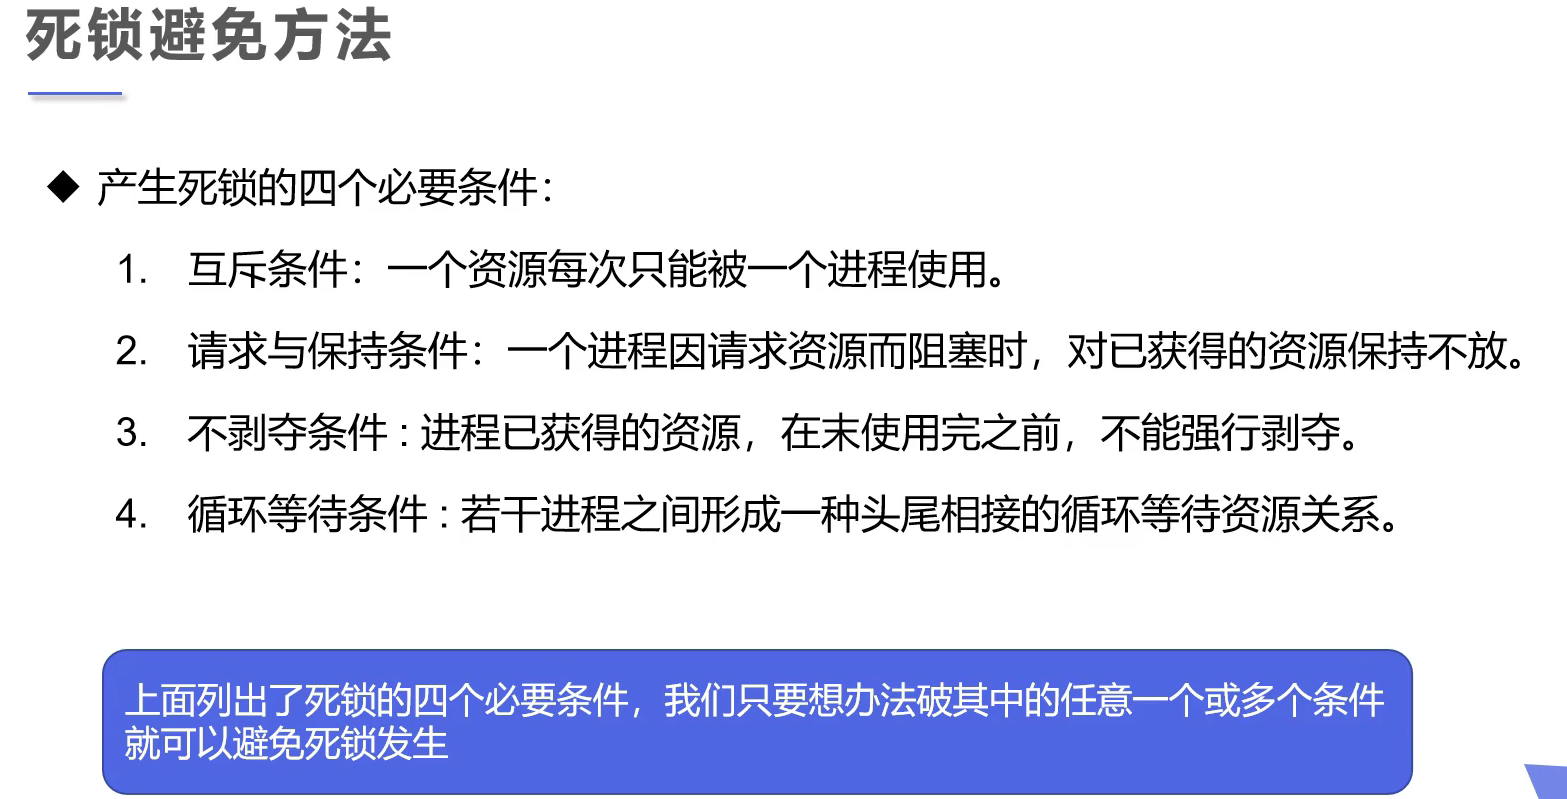 死锁避免方法
◆ 产生死锁的四个必要条件：
1. 互斥条件：一个资源每次只能被一个进程使用。
2. 请求与保持条件：一个进程因请求资源而阻塞时，对已获得的资源保持不放。
3. 不剥夺条件 : 进程已获得的资源，在末使用完之前，不能强行剥夺。
4. 循环等待条件 : 若干进程之间形成一种头尾相接的循环等待资源关系。
上面列出了死锁的四个必要条件，我们只要想办法破其中的任意一个或多个条件
就可以避免死锁发生